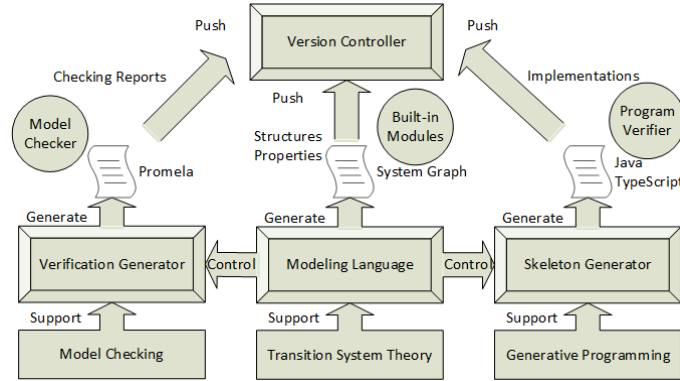 Push
Version Controller
Push
Checking Reports
Push
Implementations
Model
Checker
Built-in
Modules
Program
Verifier
Promela
Structures
Properties
System Graph
Java
TypeScript
Generate
Generate
Generate
Verification Generator
Control
Modeling Language
Control
Skeleton Generator
Support
Support
Support
Model Checking
Transition System Theory
Generative Programming